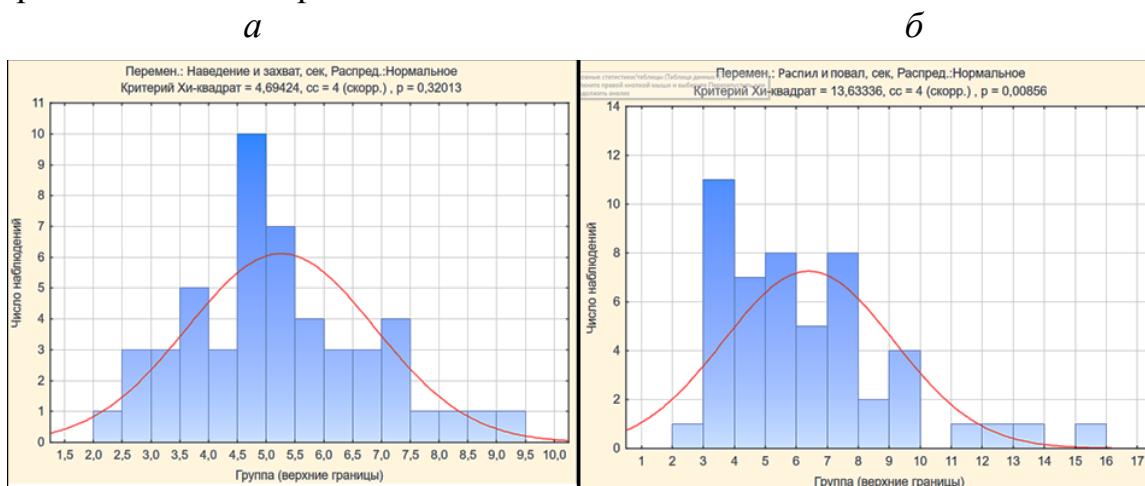 а
б
Перемен.: Наведение и захват, сек, Распред.:Нормальное
Критерий Хи-квадрат = 4,69424, сс = 4 (скорр.) , p = 0,32013
11
10
9
8
7
6
5
4
3
2
1
0
Число наблюдений
1,5 2,0 2,5 3,0 3,5 4,0 4,5 5,0 5,5 6,0 6,5 7,0 7,5 8,0 8,5 9,0 9,5 10,0
Группа (верхние границы)
Перемен.: Распил и повал, сек, Распред.:Нормальное
Критерий Хи-квадрат = 13,63336, сс = 4 (скорр.) , p = 0,00856
14
12
10
8
6
4
2
0
Число наблюдений
1 2 3 4 5 6 7 8 9 10 11 12 13 14 15 16 17
Группа (верхние границы)